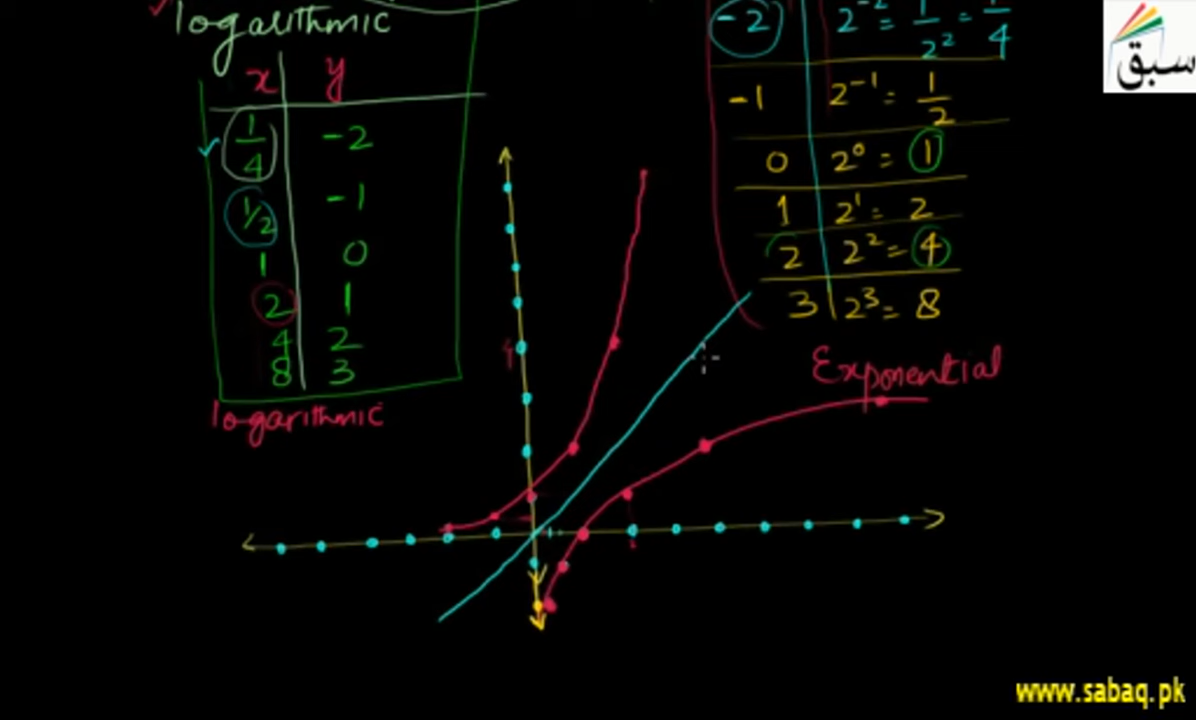 logarithmic
x y
1/4 -2
1/2 -1
1 0
2 1
4 2
8 3
logarithmic
-2 2^-2 = 1/2^2 = 1/4
-1 2^-1 = 1/2
0 2^0 = 1
1 2^1 = 2
2 2^2 = 4
3 2^3 = 8
Exponential
4
سبق
www.sabaq.pk